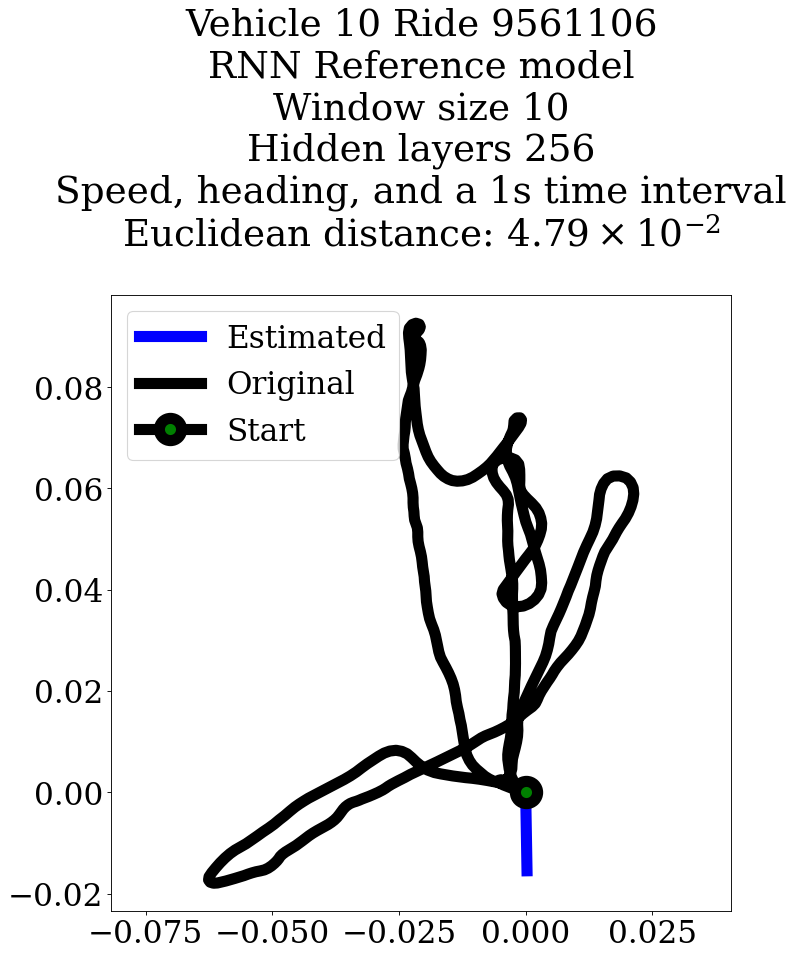 Vehicle 10 Ride 9561106
RNN Reference model
Window size 10
Hidden layers 256
Speed, heading, and a 1s time interval
Euclidean distance: 4.79 × 10⁻²
Estimated
Original
Start
0.08
0.06
0.04
0.02
0.00
−0.02
−0.075 −0.050 −0.025 0.000 0.025